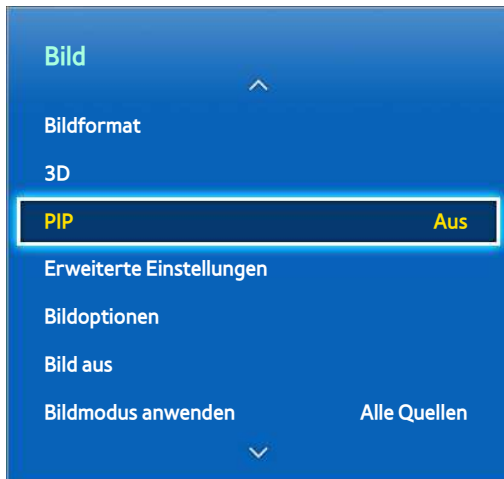 Bild
Bildformat
3D
PIP Aus
Erweiterte Einstellungen
Bildoptionen
Bild aus
Bildmodus anwenden Alle Quellen